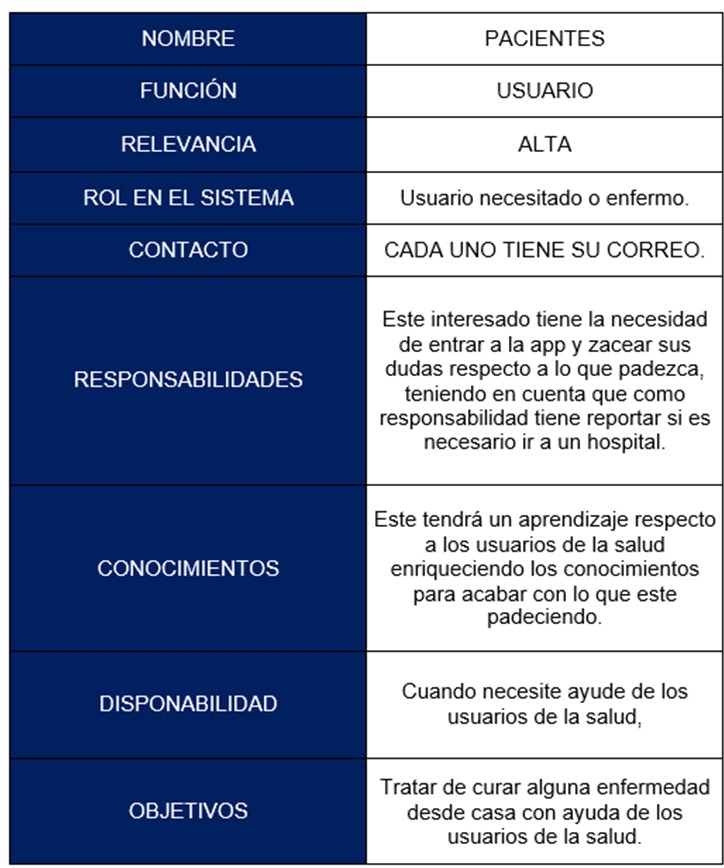 NOMBRE
PACIENTES
FUNCIÓN
USUARIO
RELEVANCIA
ALTA
ROL EN EL SISTEMA
Usuario necesitado o enfermo.
CONTACTO
CADA UNO TIENE SU CORREO.
RESPONSABILIDADES
Este interesado tiene la necesidad
de entrar a la app y zacear sus
dudas respecto a lo que padezca,
teniendo en cuenta que como
responsabilidad tiene reportar si es
necesario ir a un hospital.
CONOCIMIENTOS
Este tendrá un aprendizaje respecto
a los usuarios de la salud
enriqueciendo los conocimientos
para acabar con lo que este
padeciendo.
DISPONABILIDAD
Cuando necesite ayude de los
usuarios de la salud,
OBJETIVOS
Tratar de curar alguna enfermedad
desde casa con ayuda de los
usuarios de la salud.